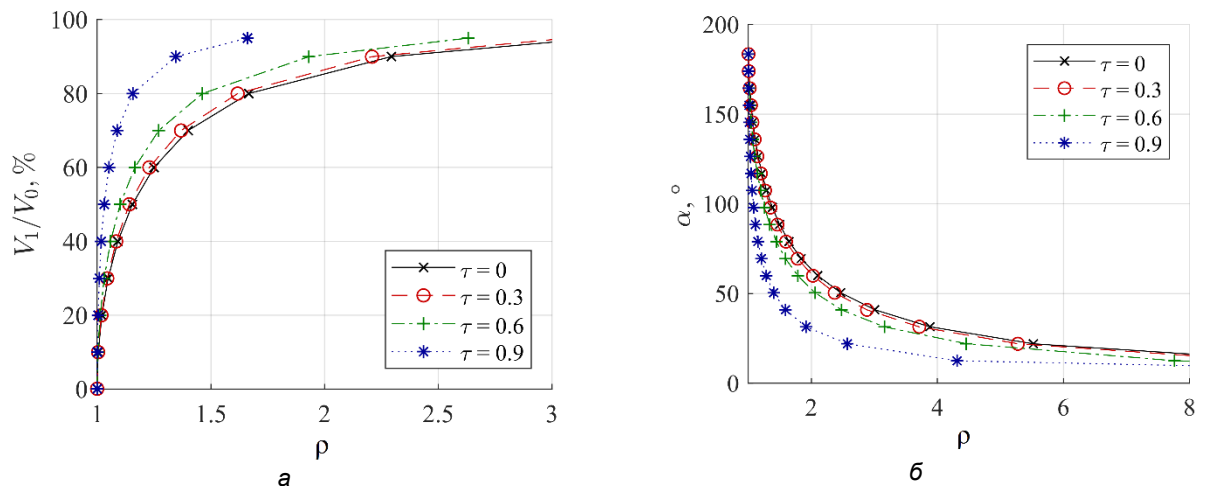 100
80
60
40
20
0
V₁/V₀, %
1
1.5
2
2.5
3
ρ
τ = 0
τ = 0.3
τ = 0.6
τ = 0.9
а
200
150
100
50
0
α, °
2
4
6
8
ρ
τ = 0
τ = 0.3
τ = 0.6
τ = 0.9
б